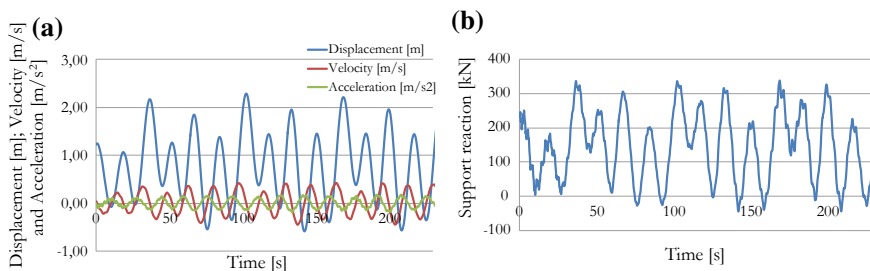 (a)
Displacement [m]; Velocity [m/s]
and Acceleration [m/s²]
3,00
2,00
1,00
0,00
-1,00
0
50
100
150
200
Time [s]
Displacement [m]
Velocity [m/s]
Acceleration [m/s2]
(b)
Support reaction [kN]
400
300
200
100
0
-100
0
50
100
150
200
Time [s]